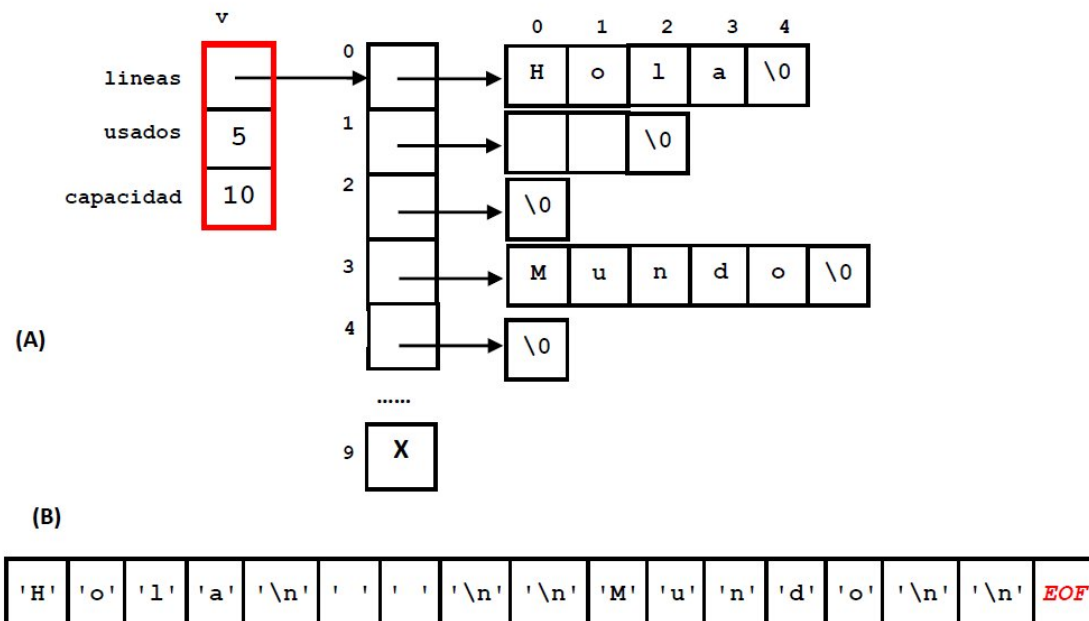 v
0 1 2 3 4
lineas 0 H o l a \0
usados 5 1 \0
capacidad 10 2 \0
3 M u n d o \0
(A) 4 \0
......
9 X
(B)
'H' 'o' 'l' 'a' '\n' ' ' ' ' '\n' '\n' 'M' 'u' 'n' 'd' 'o' '\n' '\n' EOF